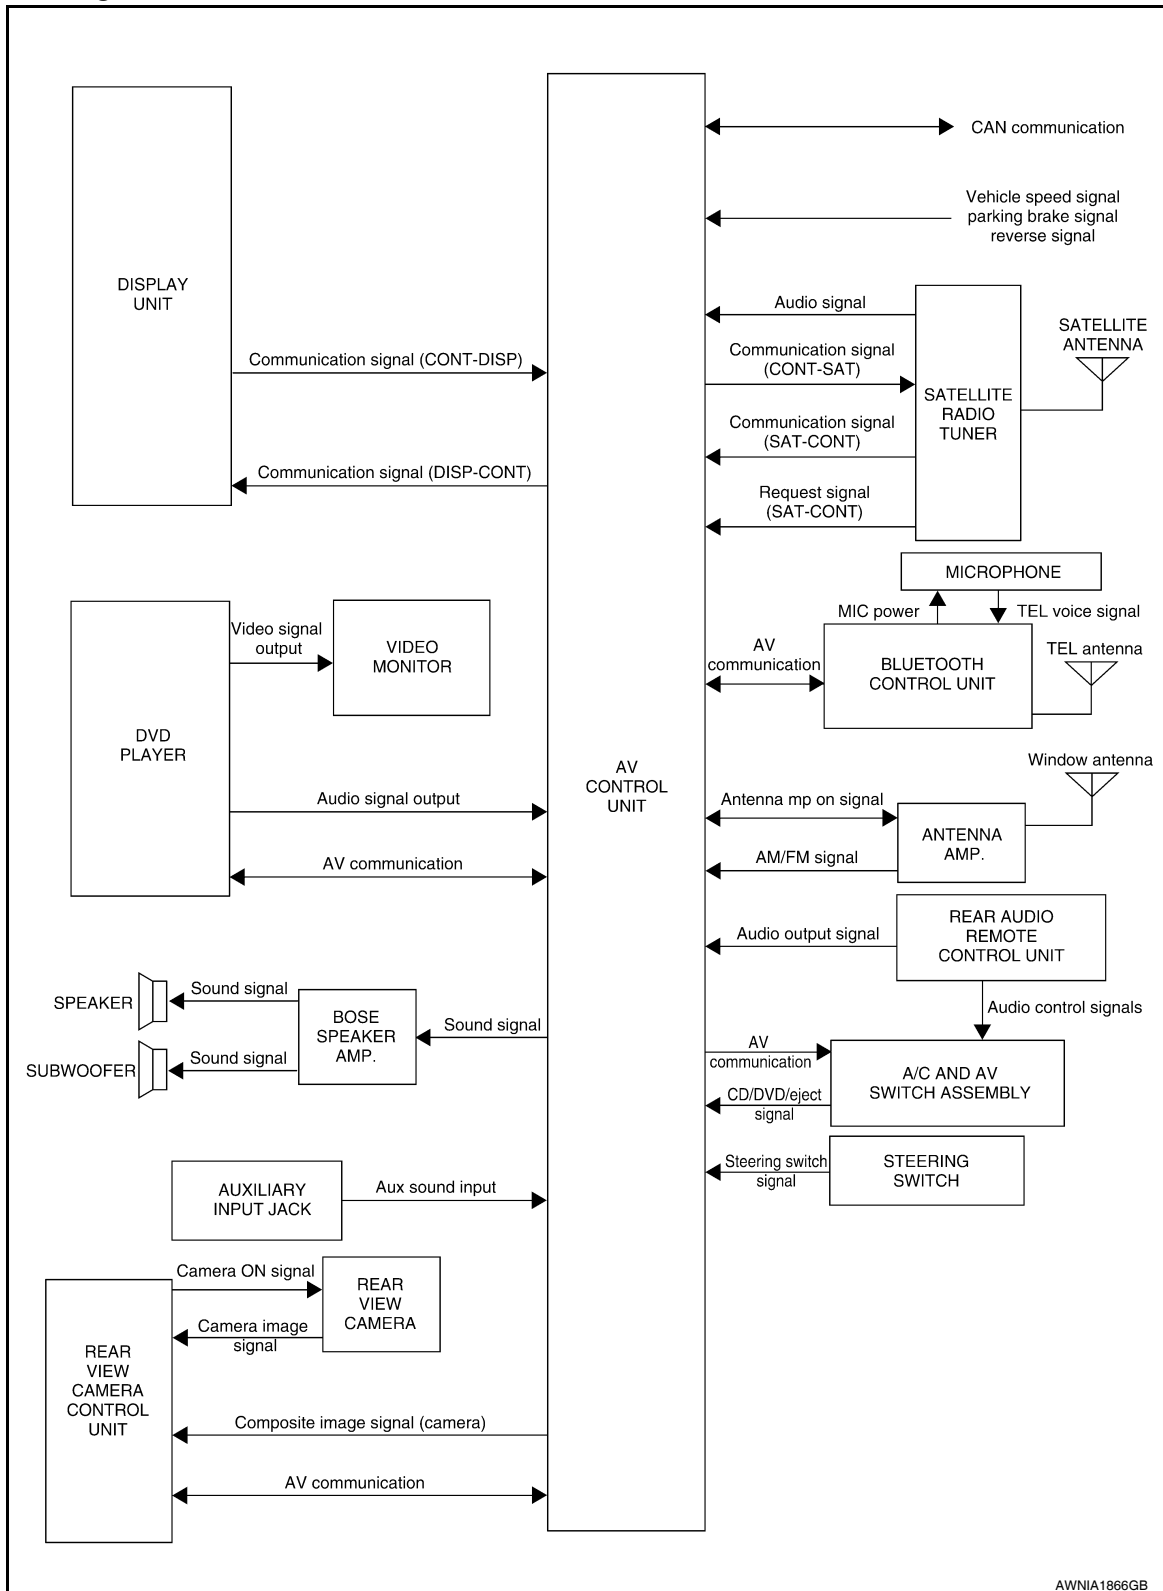 CAN communication
Vehicle speed signal
parking brake signal
reverse signal
DISPLAY
UNIT
Communication signal (CONT-DISP)
Communication signal (DISP-CONT)
Audio signal
Communication signal
(CONT-SAT)
Communication signal
(SAT-CONT)
Request signal
(SAT-CONT)
SATELLITE
RADIO
TUNER
SATELLITE
ANTENNA
MICROPHONE
MIC power
TEL voice signal
AV
communication
BLUETOOTH
CONTROL UNIT
TEL antenna
DVD
PLAYER
Video signal
output
VIDEO
MONITOR
Audio signal output
AV communication
AV
CONTROL
UNIT
Window antenna
Antenna mp on signal
AM/FM signal
ANTENNA
AMP.
Audio output signal
REAR AUDIO
REMOTE
CONTROL UNIT
Audio control signals
SPEAKER
Sound signal
SUBWOOFER
Sound signal
BOSE
SPEAKER
AMP.
Sound signal
AV
communication
CD/DVD/eject
signal
A/C AND AV
SWITCH ASSEMBLY
Steering switch
signal
STEERING
SWITCH
AUXILIARY
INPUT JACK
Aux sound input
Camera ON signal
Camera image
signal
REAR
VIEW
CAMERA
REAR
VIEW
CAMERA
CONTROL
UNIT
Composite image signal (camera)
AV communication
AWNIA1866GB